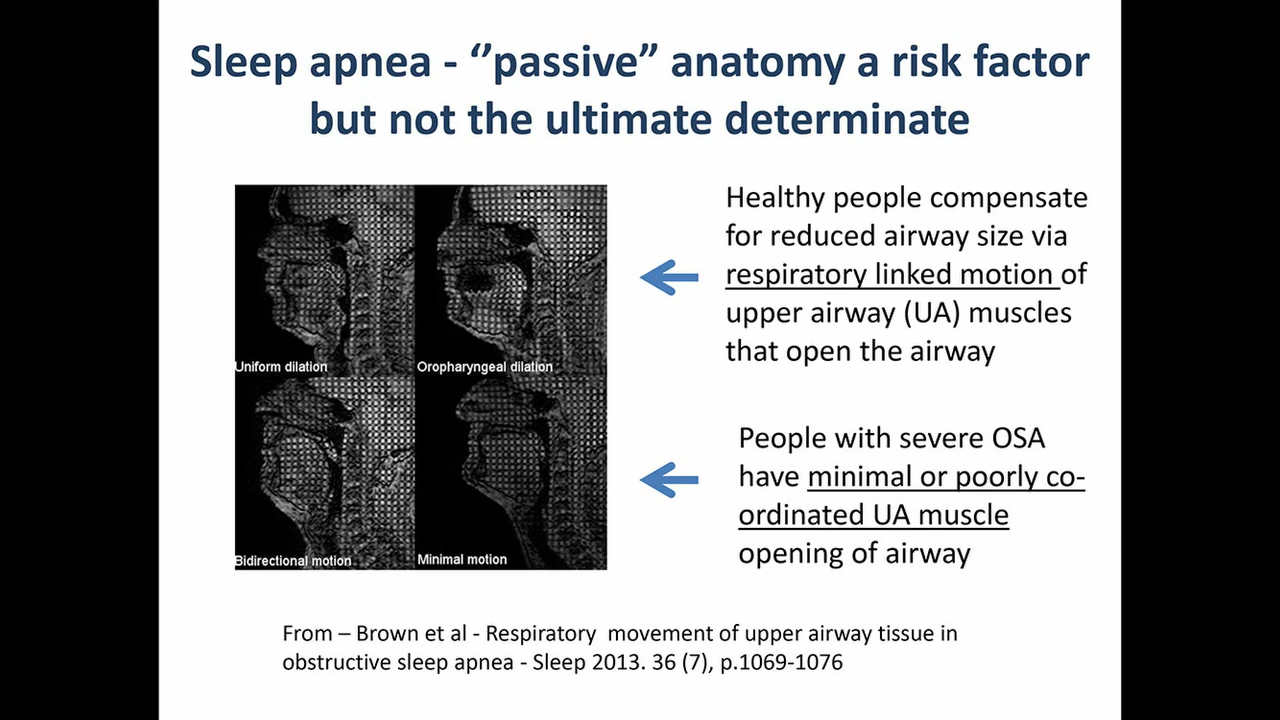 Sleep apnea - ‘’passive” anatomy a risk factor
but not the ultimate determinate
Uniform dilation
Oropharyngeal dilation
Bidirectional motion
Minimal motion
Healthy people compensate
for reduced airway size via
respiratory linked motion of
upper airway (UA) muscles
that open the airway
People with severe OSA
have minimal or poorly co-
ordinated UA muscle
opening of airway
From – Brown et al - Respiratory  movement of upper airway tissue in
obstructive sleep apnea - Sleep 2013. 36 (7), p.1069-1076